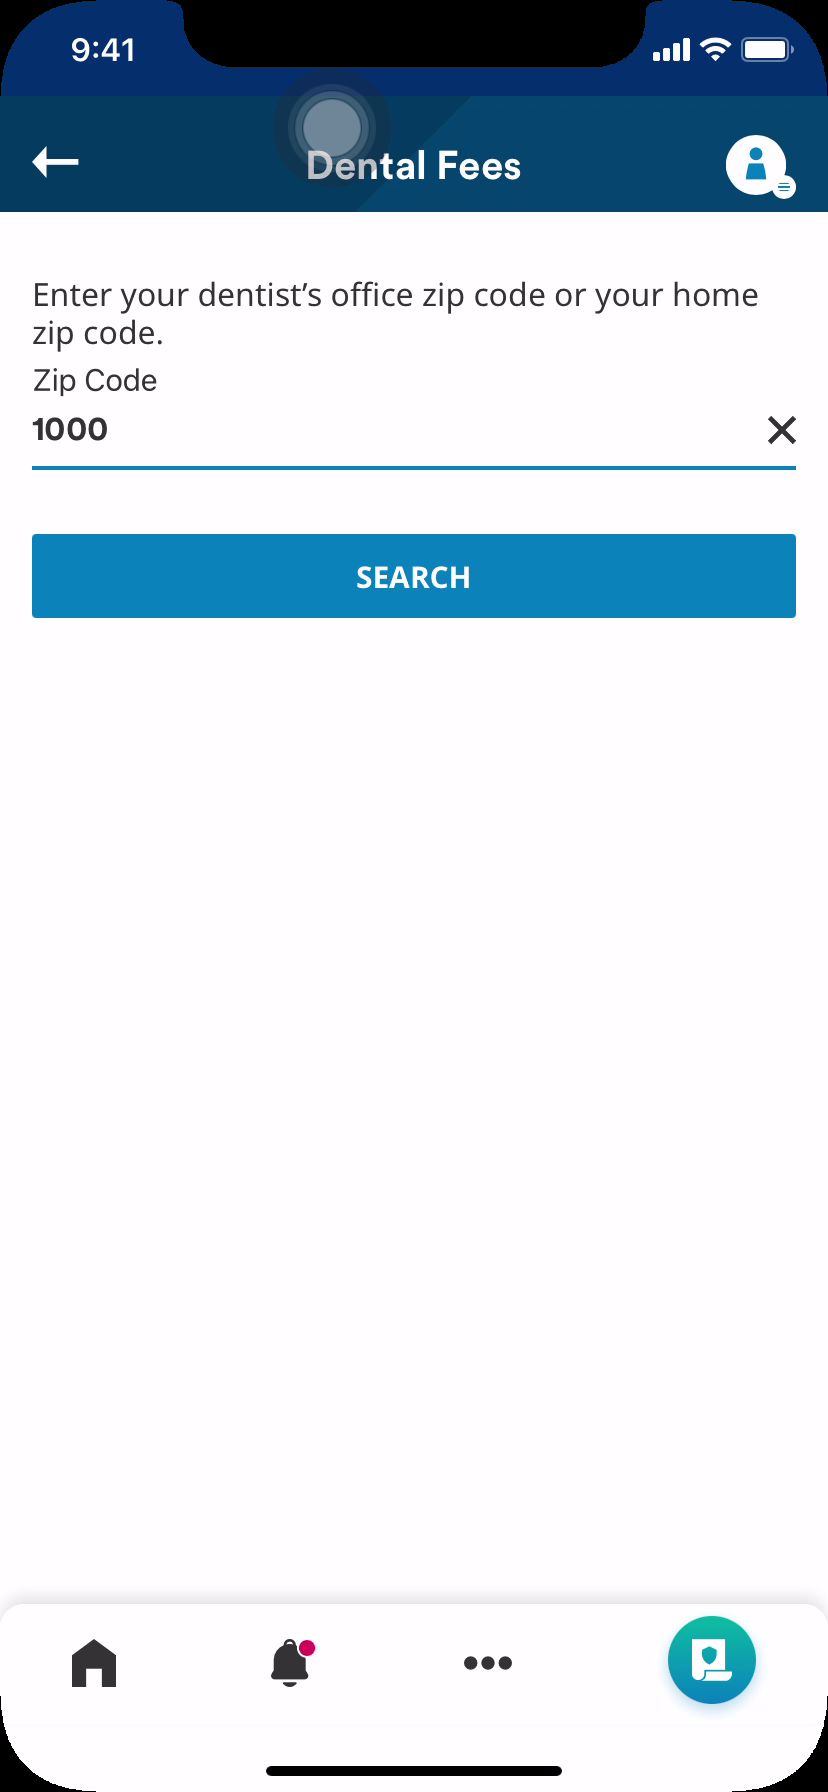 9:41
Dental Fees
Enter your dentist’s office zip code or your home
zip code.
Zip Code
1000
SEARCH